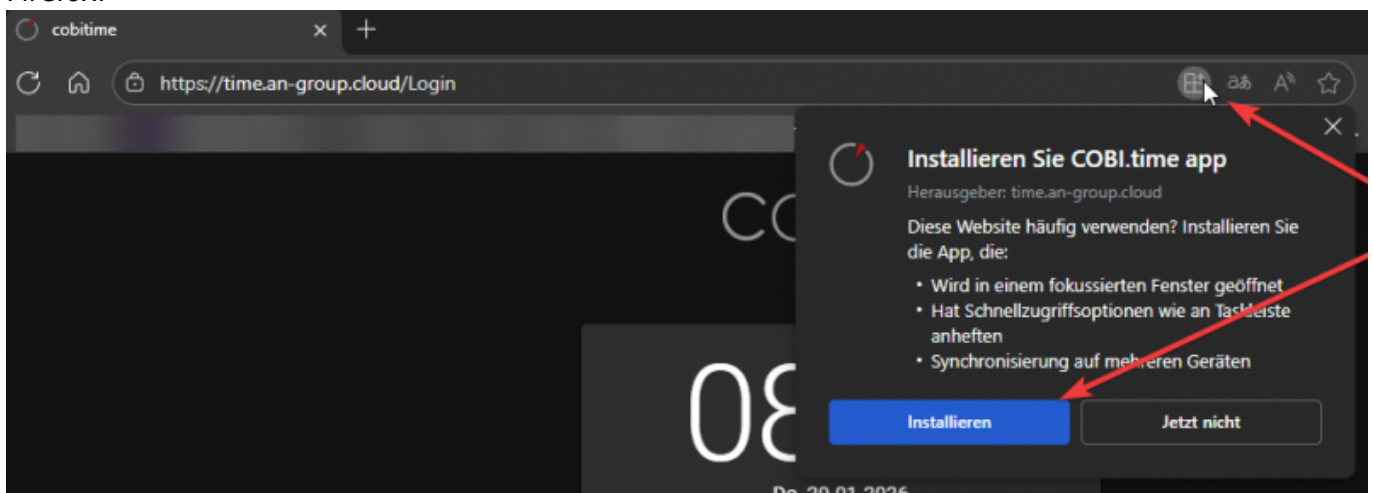 cobitime
https://time.an-group.cloud/Login
Installieren Sie COBI.time app
Herausgeber: time.an-group.cloud
Diese Website häufig verwenden? Installieren Sie
die App, die:
• Wird in einem fokussierten Fenster geöffnet
• Hat Schnellzugriffsoptionen wie an Taskleiste
anheften
• Synchronisierung auf mehreren Geräten
Installieren
Jetzt nicht
CO
08